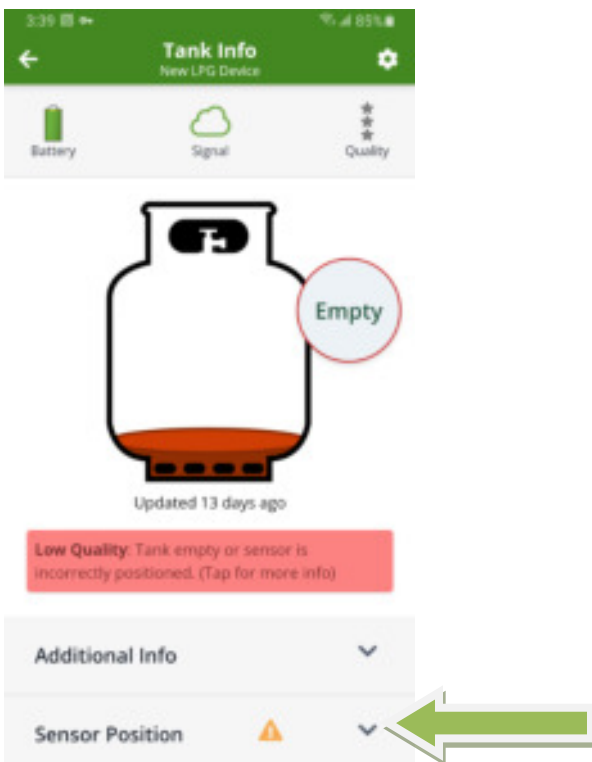 3:39 85%
Tank Info
New LPG Device
Battery Signal Quality
Empty
Updated 13 days ago
Low Quality: Tank empty or sensor is
incorrectly positioned. (Tap for more info)
Additional Info
Sensor Position